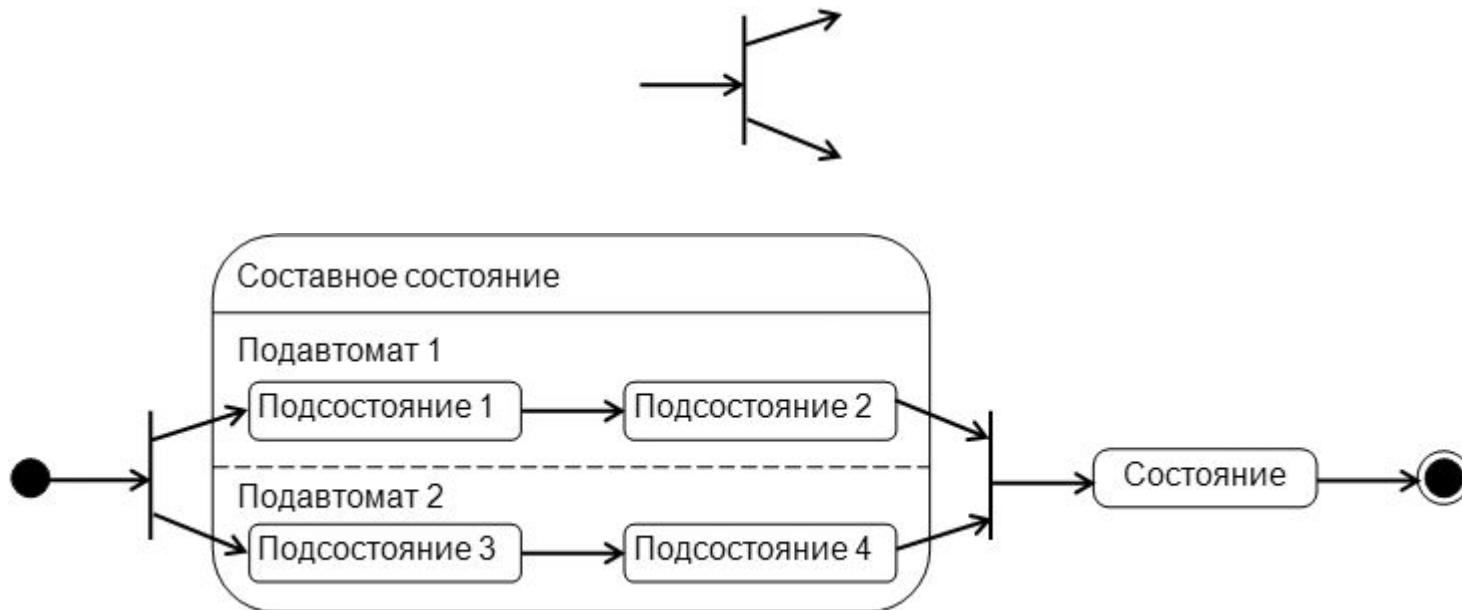 Составное состояние
Подавтомат 1
Подсостояние 1
Подсостояние 2
Состояние
Подавтомат 2
Подсостояние 3
Подсостояние 4